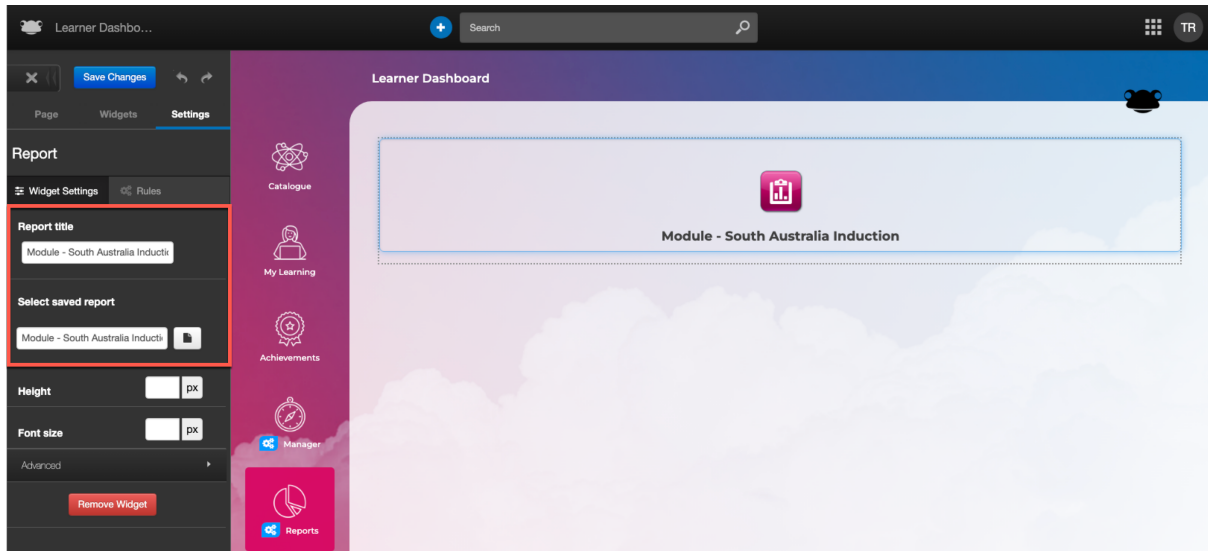 Learner Dashbo...
Search
TR
Save Changes
Page Widgets Settings
Report
Widget Settings Rules
Report title
Module - South Australia Inductic
Select saved report
Module - South Australia Inducti
Height px
Font size px
Advanced
Remove Widget
Learner Dashboard
Catalogue
My Learning
Achievements
Manager
Reports
Module - South Australia Induction